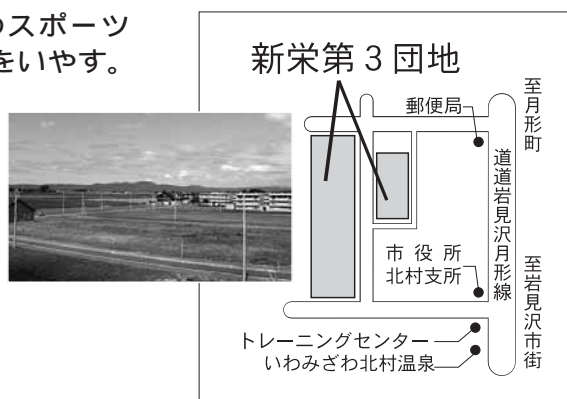 のスポーツ
をいやす。
新栄第３団地
郵便局
至月形町
道道岩見沢月形線
市役所
北村支所
至岩見沢市街
トレーニングセンター
いわみざわ北村温泉